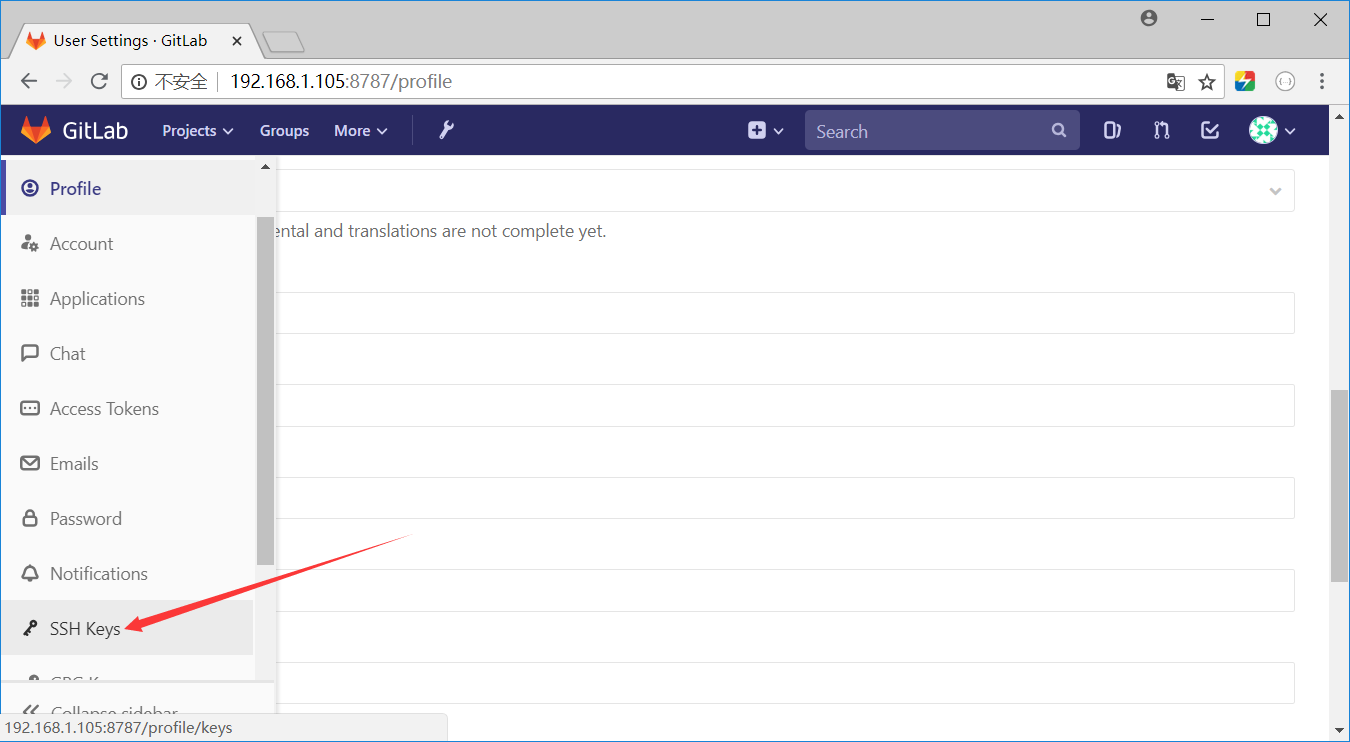 User Settings · GitLab
不安全 192.168.1.105:8787/profile
GitLab Projects Groups More Search
Profile
ental and translations are not complete yet.
Account
Applications
Chat
Access Tokens
Emails
Password
Notifications
SSH Keys
Collapse sidebar
192.168.1.105:8787/profile/keys